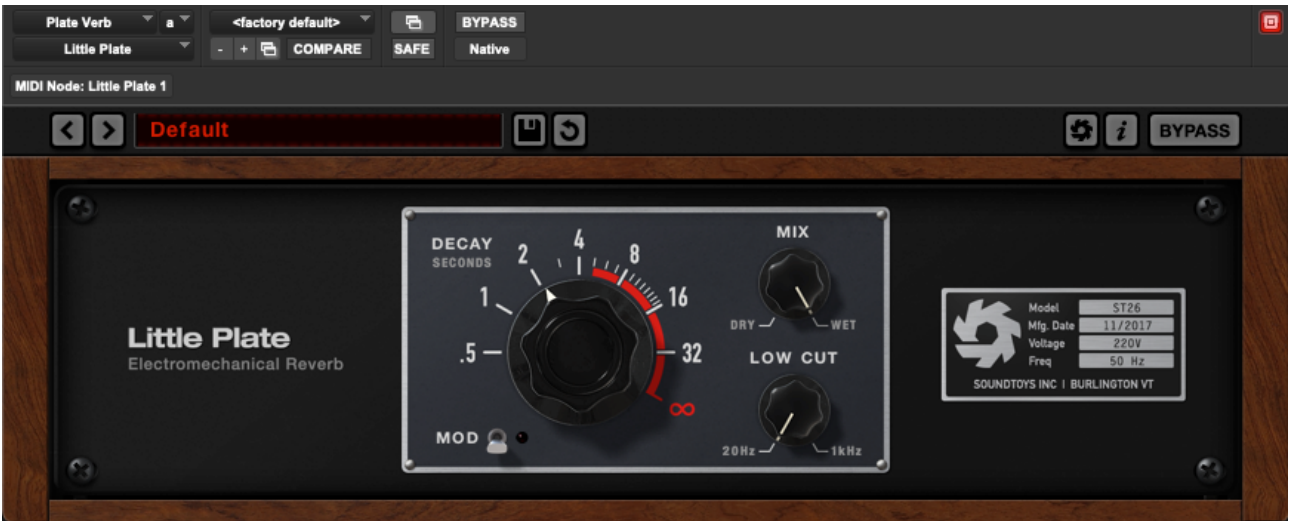 Plate Verb a <factory default> BYPASS
Little Plate - + COMPARE SAFE Native
MIDI Node: Little Plate 1
Default i BYPASS
DECAY
SECONDS
.5 1 2 4 8 16 32 ∞
MOD
MIX
DRY WET
LOW CUT
20Hz 1kHz
Little Plate
Electromechanical Reverb
Model ST26
Mfg. Date 11/2017
Voltage 220V
Freq 50 Hz
SOUNDTOYS INC | BURLINGTON VT